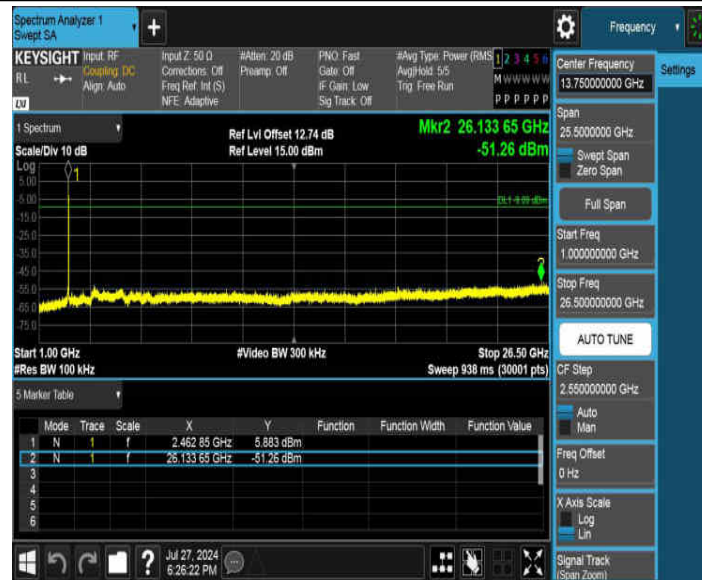 Spectrum Analyzer 1
Swept SA
+
Frequency
KEYSIGHT
RL
LXI
Input: RF
Coupling: DC
Align: Auto
Input Z: 50 Ω
Corrections: Off
Freq Ref: Int (S)
NFE: Adaptive
#Atten: 20 dB
Preamp: Off
PNO: Fast
Gate: Off
IF Gain: Low
Sig Track: Off
#Avg Type: Power (RMS
Avg|Hold: 5/5
Trig: Free Run
1 2 3 4 5 6
M W W W W W
P P P P P P
Center Frequency
13.750000000 GHz
Settings
Span
25.5000000 GHz
Swept Span
Zero Span
Full Span
Start Freq
1.000000000 GHz
Stop Freq
26.500000000 GHz
AUTO TUNE
CF Step
2.550000000 GHz
Auto
Man
Freq Offset
0 Hz
X Axis Scale
Log
Lin
Signal Track
(Span Zoom)
1 Spectrum
Scale/Div 10 dB
Ref Lvl Offset 12.74 dB
Ref Level 15.00 dBm
Mkr2 26.133 65 GHz
-51.26 dBm
Log
5.00
-5.00
-15.0
-25.0
-35.0
-45.0
-55.0
-65.0
-75.0
1
2
Start 1.00 GHz
#Res BW 100 kHz
#Video BW 300 kHz
Stop 26.50 GHz
Sweep 938 ms (30001 pts)
5 Marker Table
Mode Trace Scale X Y Function Function Width Function Value
1 N 1 f 2.462 85 GHz 5.883 dBm
2 N 1 f 26.133 65 GHz -51.26 dBm
3
4
5
6
?
Jul 27, 2024
6:26:22 PM